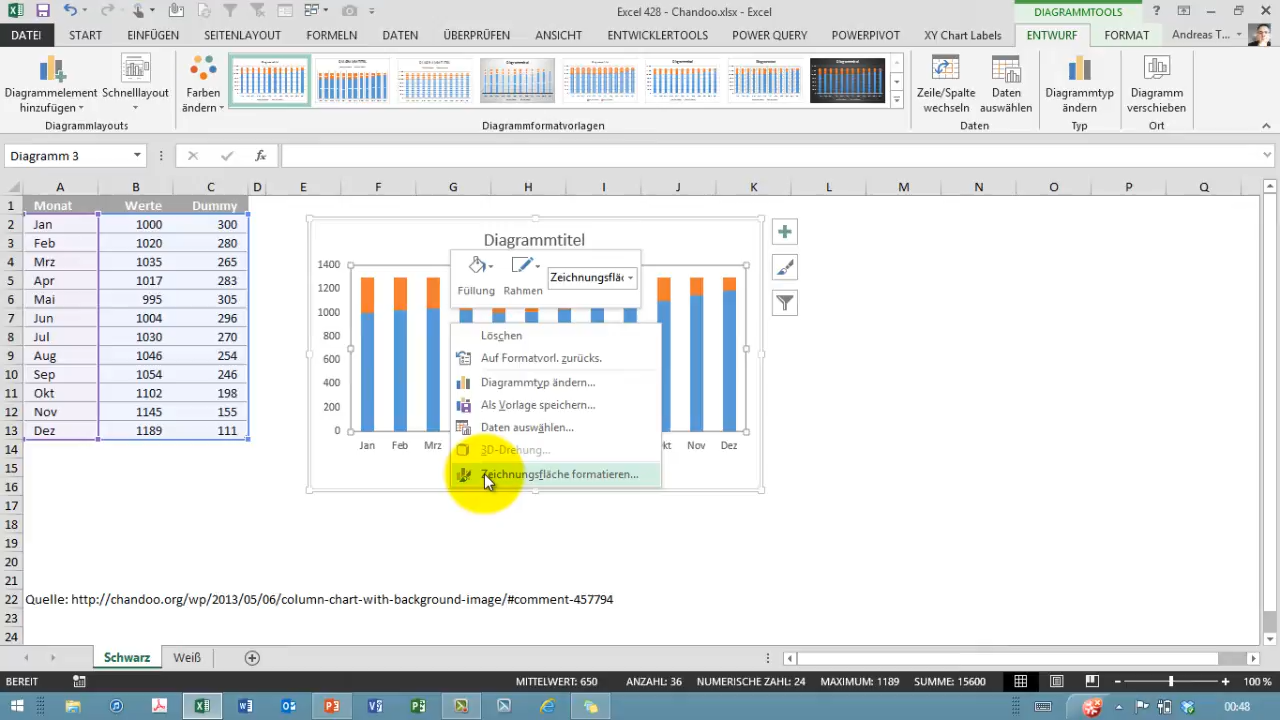 Excel 428 - Chandoo.xlsx - Excel
DIAGRAMMTOOLS
DATEI START EINFÜGEN SEITENLAYOUT FORMELN DATEN ÜBERPRÜFEN ANSICHT ENTWICKLERTOOLS POWER QUERY POWERPIVOT XY Chart Labels ENTWURF FORMAT Andreas T...
Diagrammelement hinzufügen
Schnelllayout
Farben ändern
Zeile/Spalte wechseln
Daten auswählen
Diagrammtyp ändern
Diagramm verschieben
Diagrammlayouts Diagrammformatvorlagen Daten Typ Ort
Diagramm 3
A B C D E F G H I J K L M N O P Q
1 Monat Werte Dummy
2 Jan 1000 300
3 Feb 1020 280
4 Mrz 1035 265
5 Apr 1017 283
6 Mai 995 305
7 Jun 1004 296
8 Jul 1030 270
9 Aug 1046 254
10 Sep 1054 246
11 Okt 1102 198
12 Nov 1145 155
13 Dez 1189 111
14
15
16
17
18
19
20
21
22 Quelle: http://chandoo.org/wp/2013/05/06/column-chart-with-background-image/#comment-457794
23
24
Diagrammtitel
1400
1200
1000
800
600
400
200
0
Jan Feb Mrz Nov Dez
Füllung Rahmen Zeichnungsflä
Löschen
Auf Formatvorl. zurücks.
Diagrammtyp ändern...
Als Vorlage speichern...
Daten auswählen...
3D-Drehung...
Zeichnungsfläche formatieren...
Schwarz Weiß
BEREIT MITTELWERT: 650 ANZAHL: 36 NUMERISCHE ZAHL: 24 MAXIMUM: 1189 SUMME: 15600 100 %
00:48